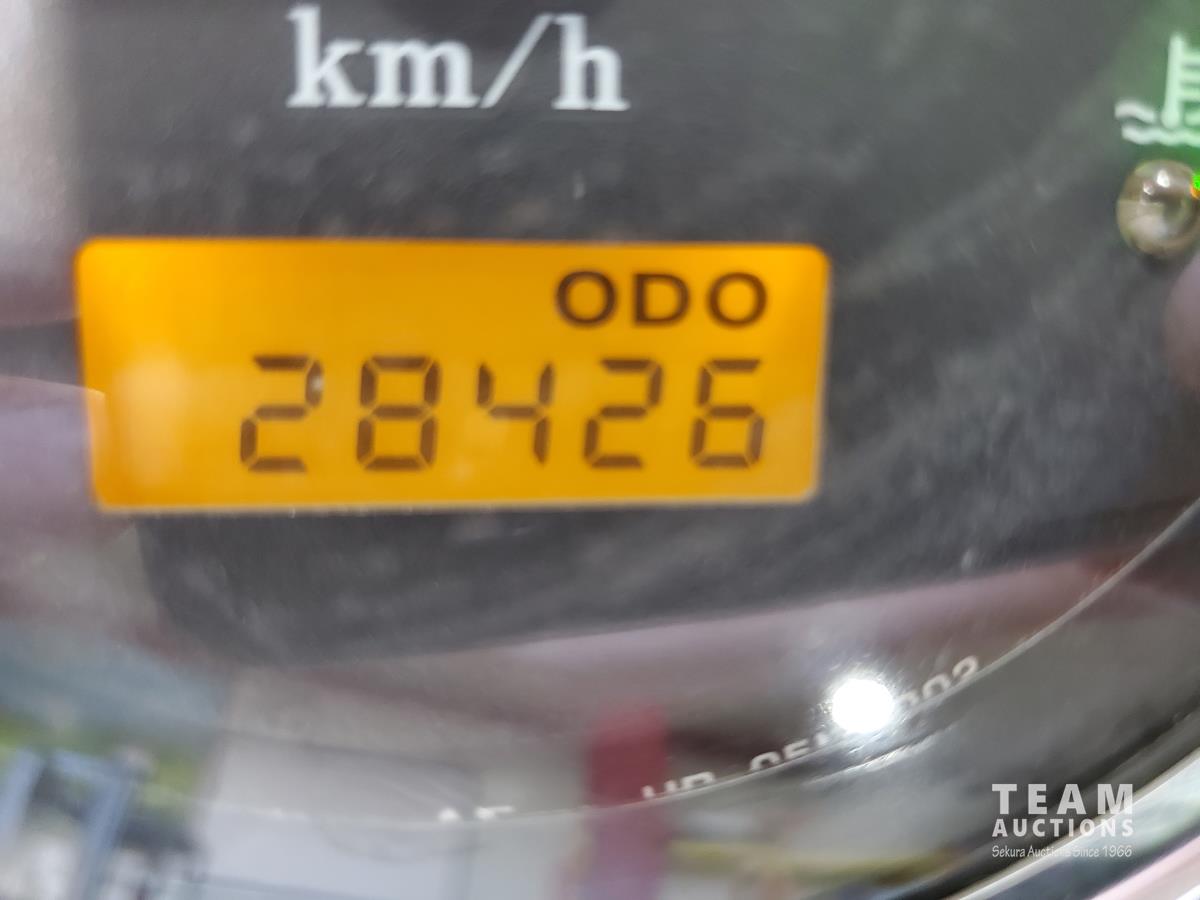 km/h
ODO
28426
TEAM
AUCTIONS
Sekura Auctions Since 1966